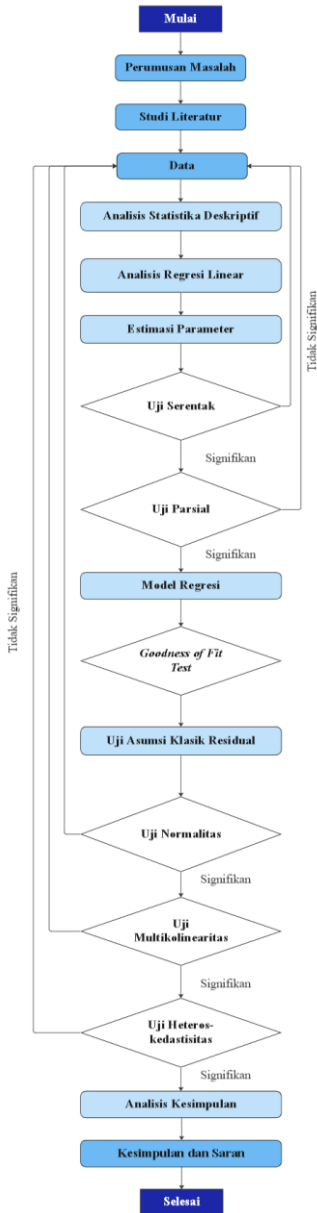 Mulai
Perumusan Masalah
Studi Literatur
Data
Analisis Statistika Deskriptif
Analisis Regresi Linear
Estimasi Parameter
Uji Serentak
Tidak Signifikan
Signifikan
Uji Parsial
Signifikan
Model Regresi
Tidak Signifikan
Goodness of Fit
Test
Uji Asumsi Klasik Residual
Uji Normalitas
Signifikan
Uji
Multikolinearitas
Signifikan
Uji Heteros-
kedastisitas
Signifikan
Analisis Kesimpulan
Kesimpulan dan Saran
Selesai